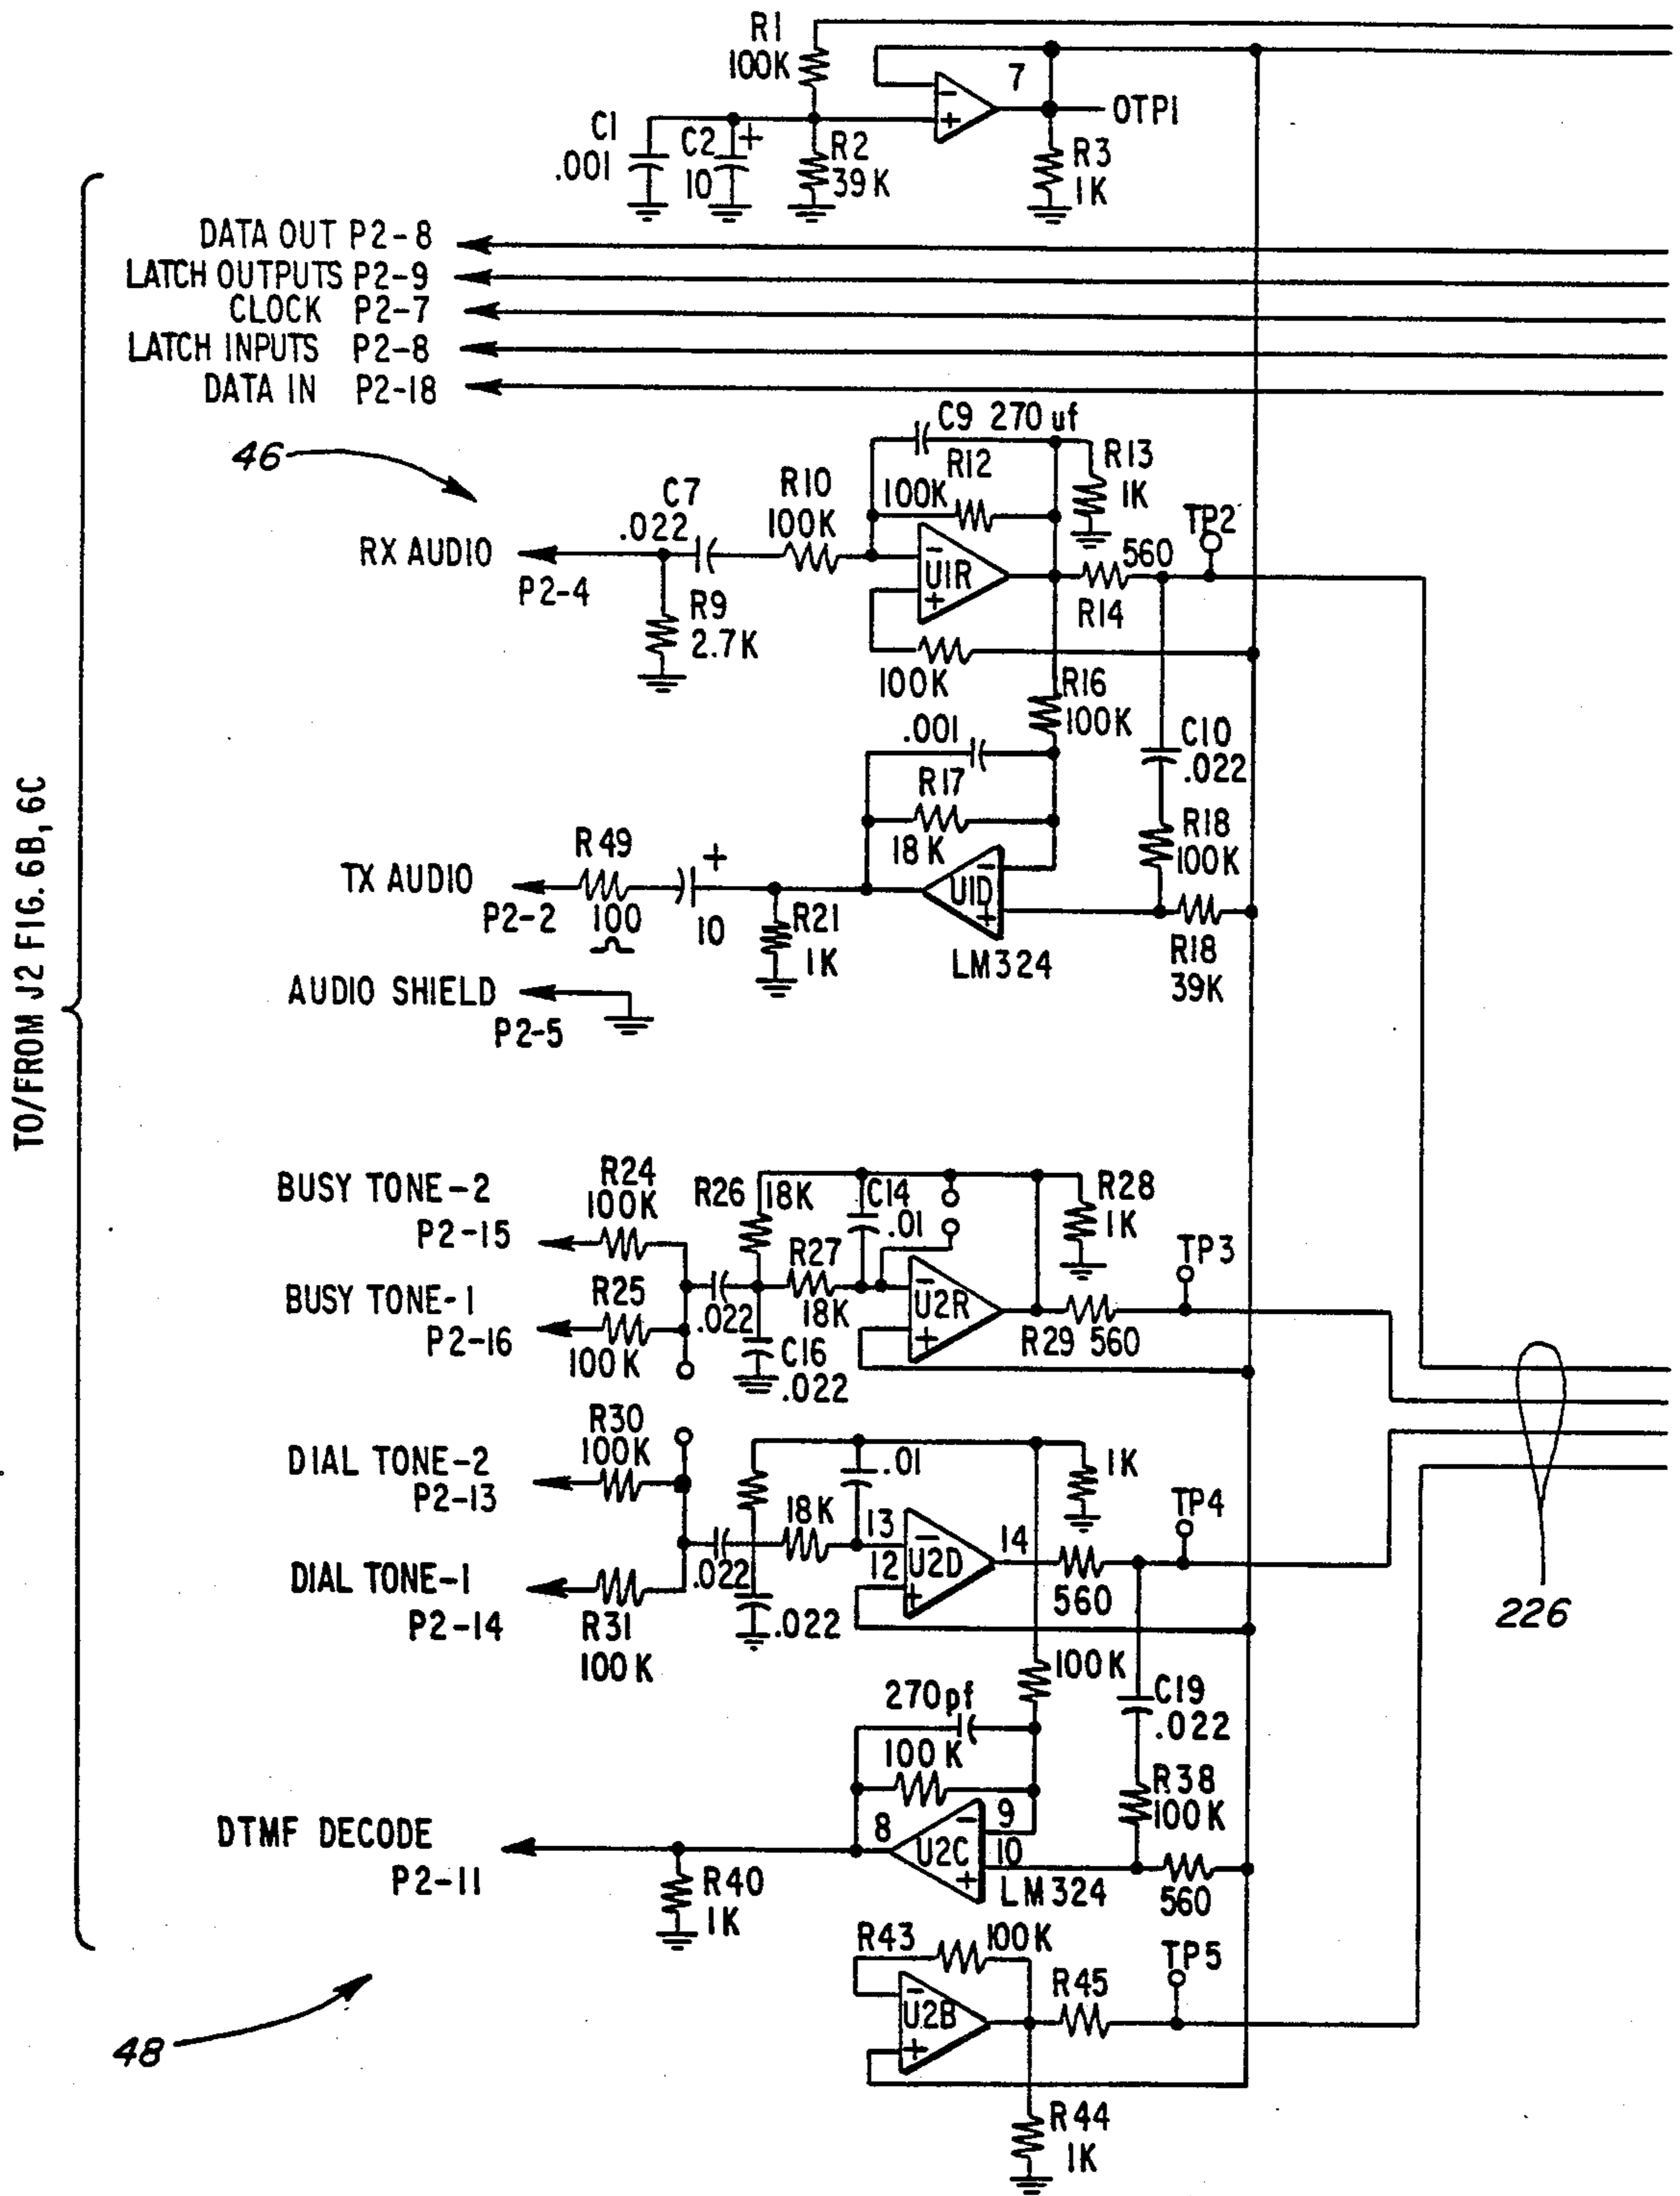 R1
100K
7
OTP1
C1
.001
C2
10
+
R2
39K
R3
1K
-
+
DATA OUT P2-8
LATCH OUTPUTS P2-9
CLOCK P2-7
LATCH INPUTS P2-8
DATA IN P2-18
46
C9 270 uf
R12
100K
R13
1K
C7
.022
R10
100K
RX AUDIO
P2-4
R9
2.7K
-
U1R
+
560
R14
TP2
100K
R16
100K
.001
C10
.022
R17
18K
R18
100K
TO/FROM J2 FIG. 6B, 6C
TX AUDIO
P2-2
R49
100
+
10
R21
1K
-
U1D
+
LM324
R18
39K
AUDIO SHIELD
P2-5
BUSY TONE-2
P2-15
R24
100K
R26
18K
C14
.01
R28
1K
BUSY TONE-1
P2-16
R25
100K
.022
R27
18K
C16
.022
-
U2R
+
R29 560
TP3
DIAL TONE-2
P2-13
R30
100K
.01
1K
DIAL TONE-1
P2-14
R31
100K
.022
18K
.022
13
12
-
U2D
+
14
560
TP4
226
100K
C19
.022
270pf
100K
R38
100K
DTMF DECODE
P2-11
R40
1K
8
-
U2C
+
9
10
LM324
560
48
R43
100K
-
U2B
+
R45
TP5
R44
1K